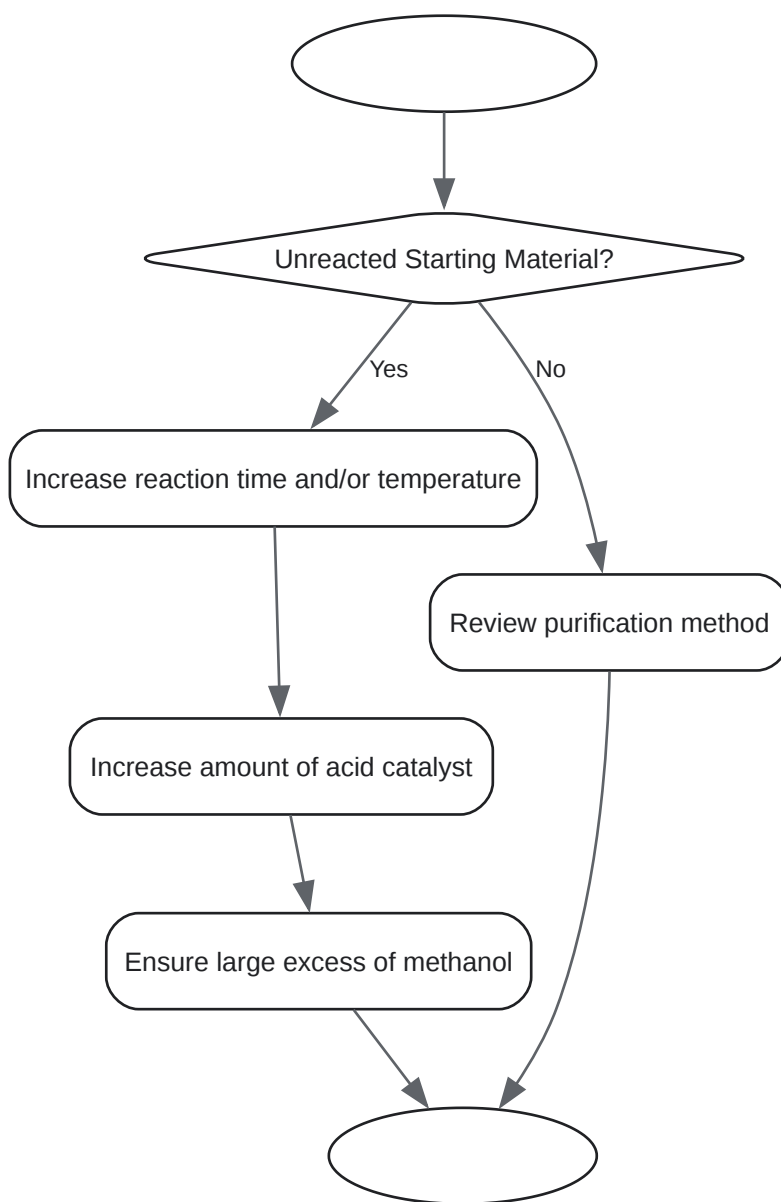 Unreacted Starting Material?
Yes
No
Increase reaction time and/or temperature
Review purification method
Increase amount of acid catalyst
Ensure large excess of methanol